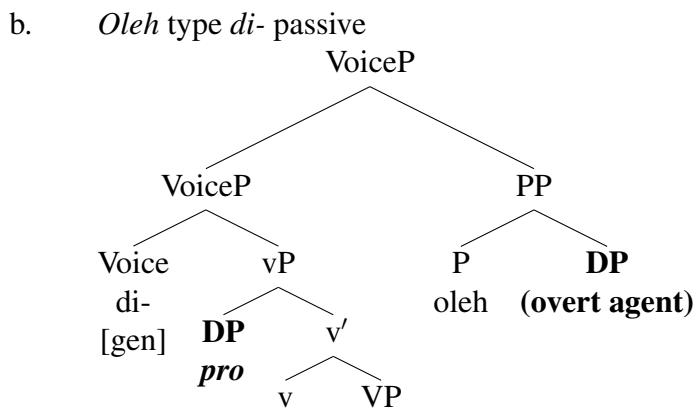 b. Oleh type di- passive
VoiceP
VoiceP PP
Voice vP P DP
di- oleh (overt agent)
[gen] DP v′
pro
v VP